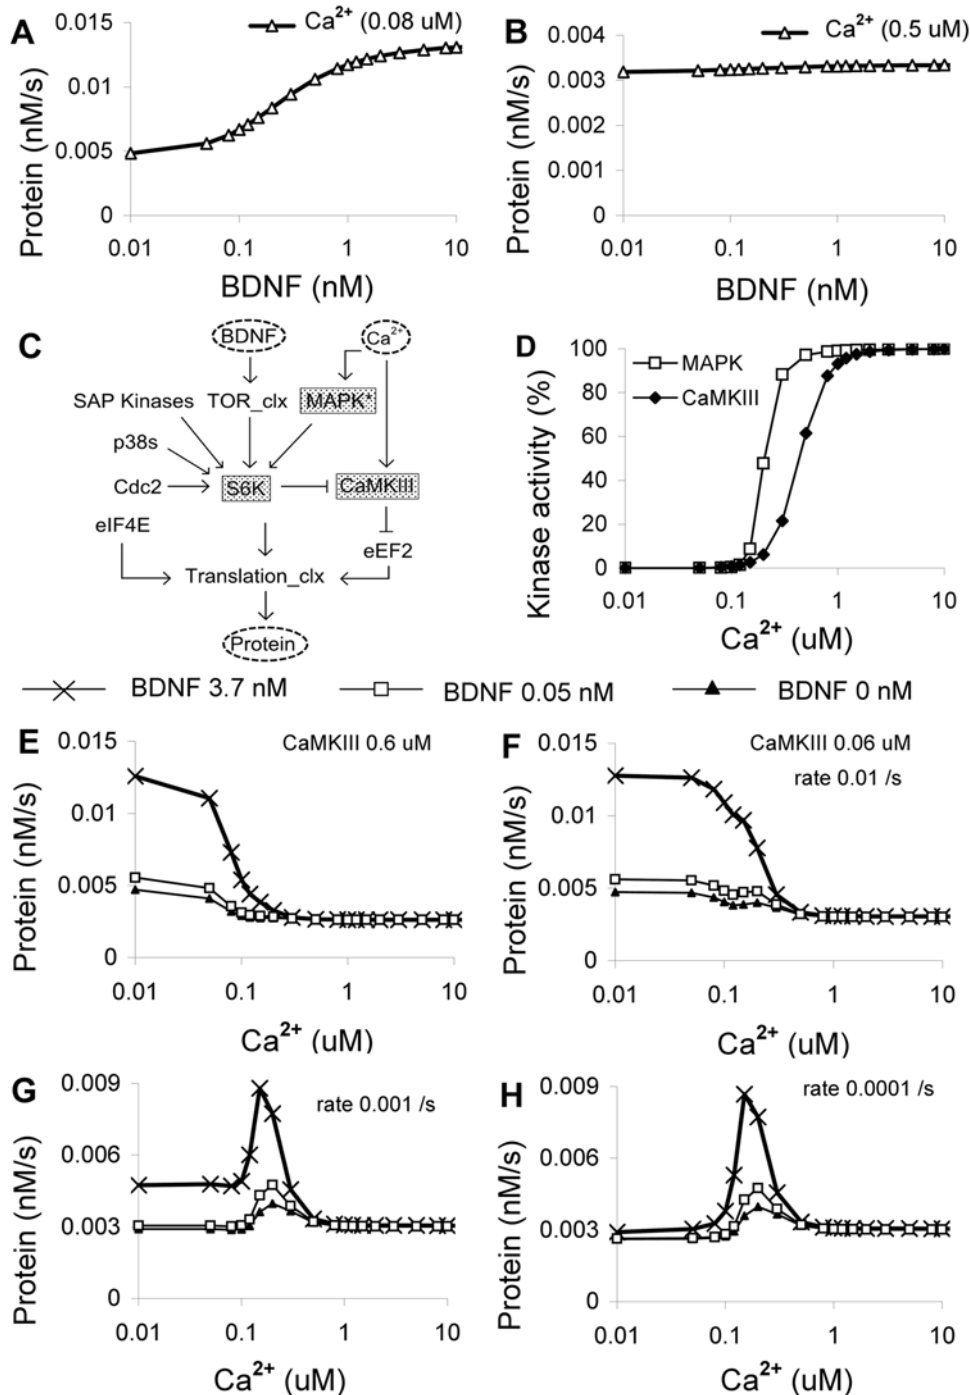 A
Ca2+ (0.08 uM)
Protein (nM/s)
0.015
0.01
0.005
0
0.01 0.1 1 10
BDNF (nM)
B
Ca2+ (0.5 uM)
Protein (nM/s)
0.004
0.003
0.002
0.001
0
0.01 0.1 1 10
BDNF (nM)
C
BDNF Ca2+
SAP Kinases TOR_clx MAPK*
p38s
Cdc2 S6K CaMKIII
eIF4E eEF2
Translation_clx
Protein
D
MAPK
CaMKIII
Kinase activity (%)
100
80
60
40
20
0
0.01 0.1 1 10
Ca2+ (uM)
BDNF 3.7 nM BDNF 0.05 nM BDNF 0 nM
E
CaMKIII 0.6 uM
Protein (nM/s)
0.015
0.01
0.005
0
0.01 0.1 1 10
Ca2+ (uM)
F
CaMKIII 0.06 uM
rate 0.01 /s
Protein (nM/s)
0.015
0.01
0.005
0
0.01 0.1 1 10
Ca2+ (uM)
G
rate 0.001 /s
Protein (nM/s)
0.009
0.006
0.003
0
0.01 0.1 1 10
Ca2+ (uM)
H
rate 0.0001 /s
Protein (nM/s)
0.009
0.006
0.003
0
0.01 0.1 1 10
Ca2+ (uM)